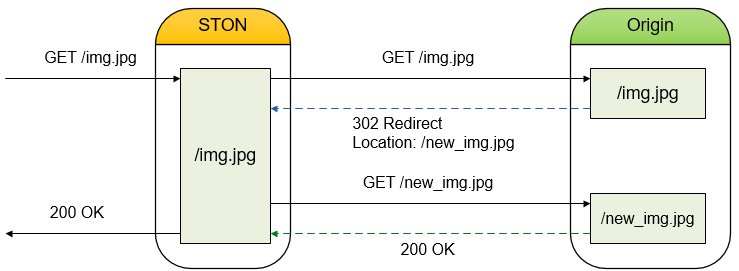 STON
Origin
GET /img.jpg
GET /img.jpg
/img.jpg
302 Redirect
Location: /new_img.jpg
/img.jpg
GET /new_img.jpg
200 OK
/new_img.jpg
200 OK